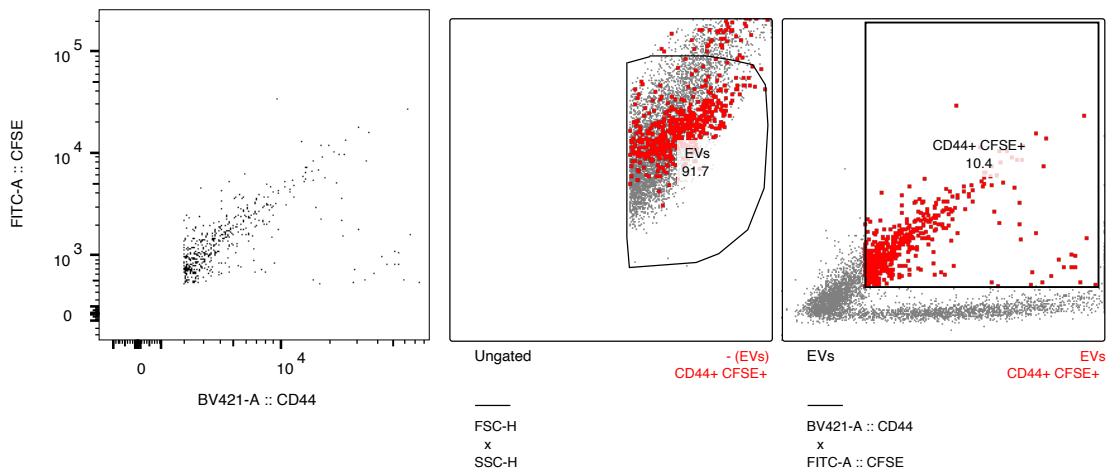 FITC-A :: CFSE
10^5
10^4
10^3
0
0
10^4
BV421-A :: CD44
EVs
91.7
Ungated
- (EVs)
CD44+ CFSE+
FSC-H
x
SSC-H
CD44+ CFSE+
10.4
EVs
EVs
CD44+ CFSE+
BV421-A :: CD44
x
FITC-A :: CFSE